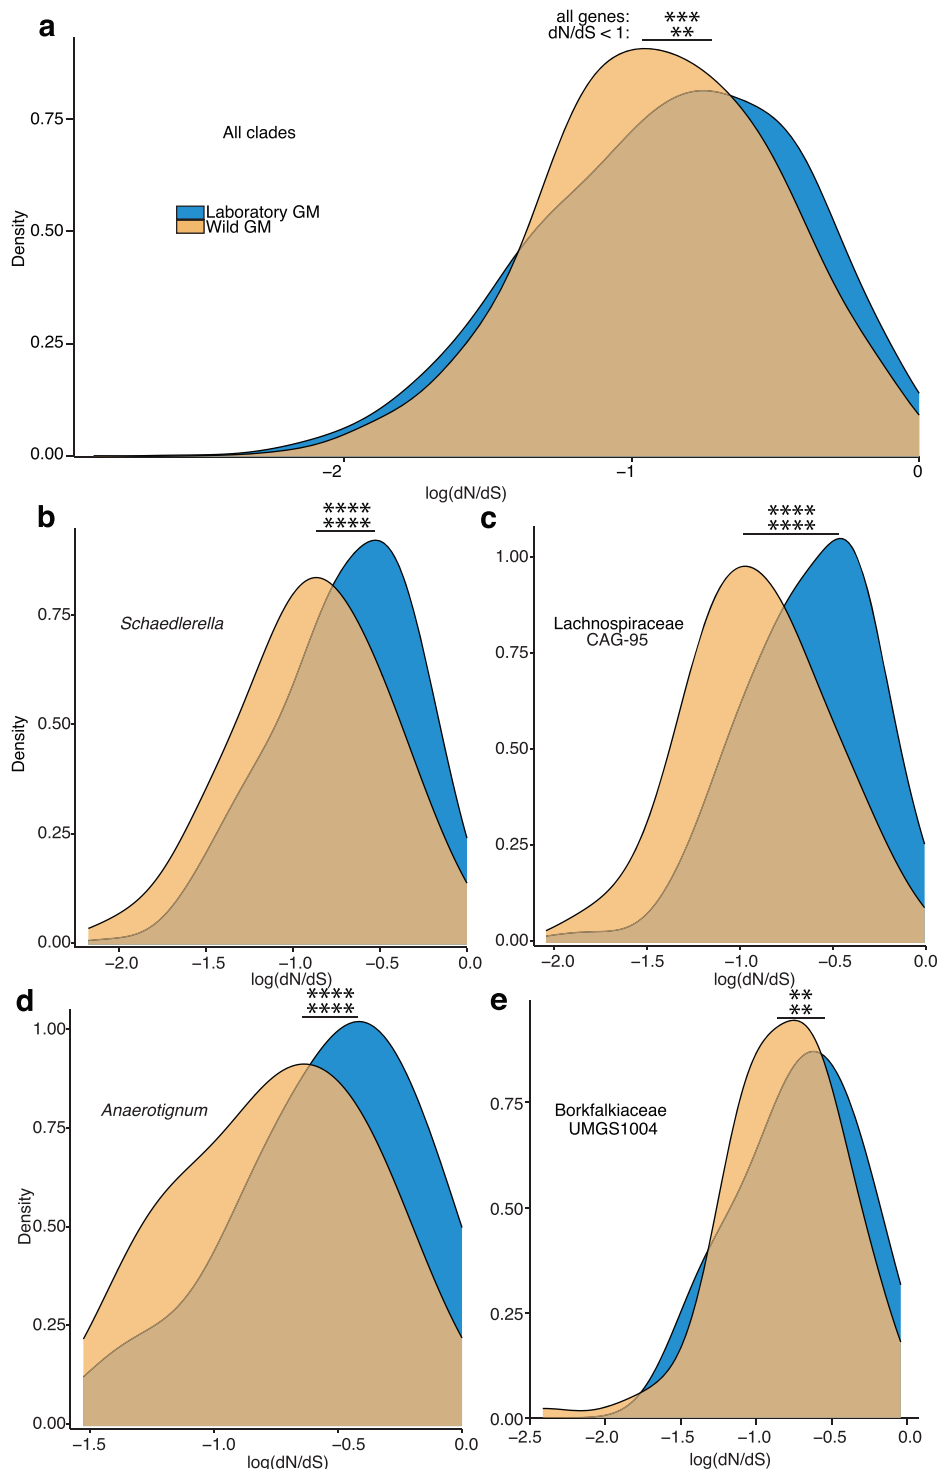 a
all genes: ***
dN/dS < 1: **
0.75
0.50
0.25
0.00
Density
All clades
Laboratory GM
Wild GM
−2
−1
0
log(dN/dS)
b
****
****
Schaedlerella
0.75
0.50
0.25
0.00
Density
−2.0
−1.5
−1.0
−0.5
0.0
log(dN/dS)
c
****
****
Lachnospiraceae
CAG-95
1.00
0.75
0.50
0.25
0.00
−2.0
−1.5
−1.0
−0.5
0.0
log(dN/dS)
d
****
****
Anaerotignum
1.00
0.75
0.50
0.25
0.00
Density
−1.5
−1.0
−0.5
0.0
log(dN/dS)
e
**
**
Borkfalkiaceae
UMGS1004
0.75
0.50
0.25
0.00
−2.5
−2.0
−1.5
−1.0
−0.5
0.0
log(dN/dS)